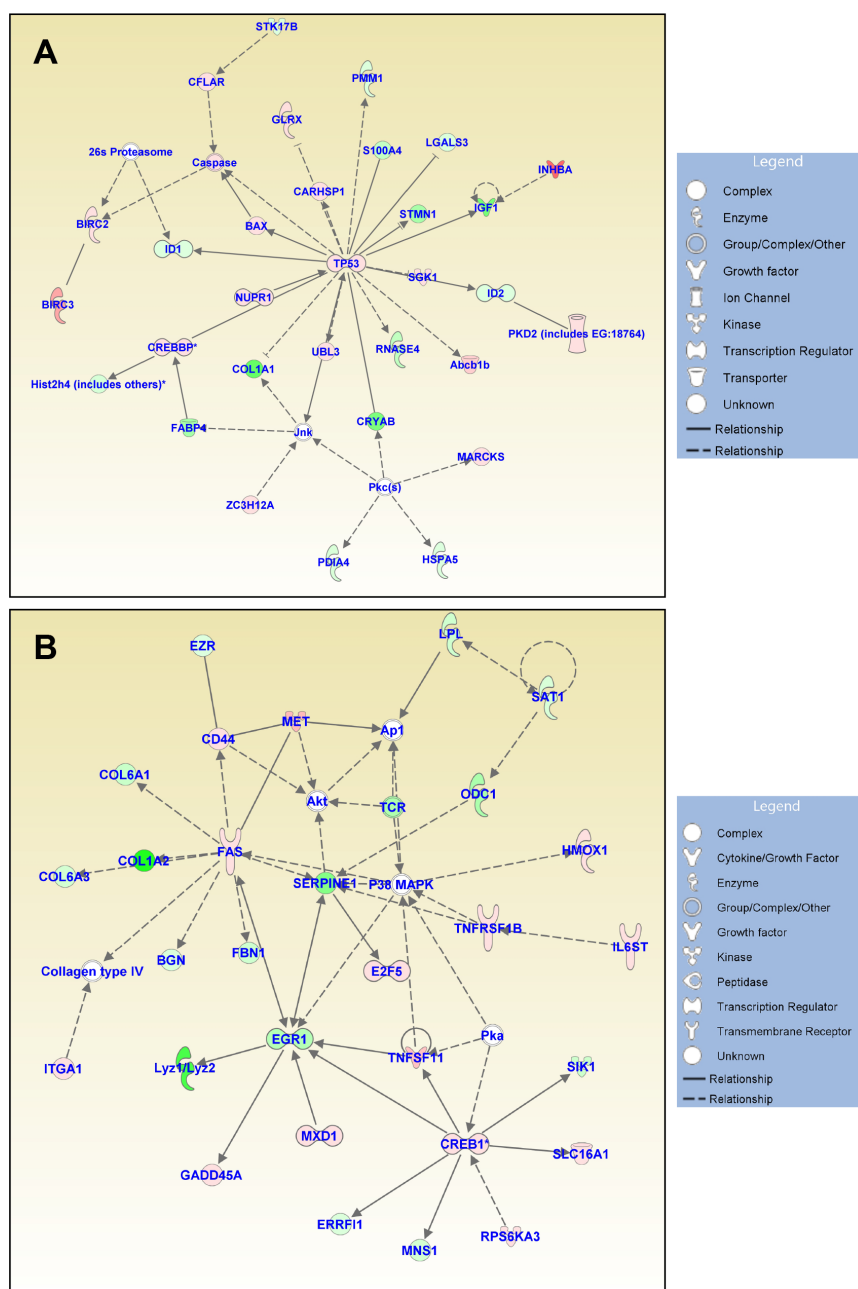 A
STK17B
CFLAR
PMM1
GLRX
S100A4
LGALS3
26s Proteasome
Caspase
INHBA
CARHSP1
BIRC2
BAX
STMN1
IGF1
ID1
TP53
SGK1
ID2
NUPR1
BIRC3
PKD2 (includes EG:18764)
CREBBP*
UBL3
RNASE4
COL1A1
Abcb1b
Hist2h4 (includes others)*
FABP4
Jnk
CRYAB
MARCKS
Pkc(s)
ZC3H12A
PDIA4
HSPA5
Legend
Complex
Enzyme
Group/Complex/Other
Growth factor
Ion Channel
Kinase
Transcription Regulator
Transporter
Unknown
Relationship
Relationship
B
EZR
LPL
SAT1
MET
CD44
Ap1
COL6A1
Akt
TCR
ODC1
FAS
HMOX1
COL1A2
COL6A3
SERPINE1
P38 MAPK
TNFRSF1B
IL6ST
Collagen type IV
BGN
FBN1
E2F5
EGR1
Pka
ITGA1
Lyz1/Lyz2
TNFSF11
SIK1
MXD1
CREB1*
SLC16A1
GADD45A
ERRFI1
RPS6KA3
MNS1
Legend
Complex
Cytokine/Growth Factor
Enzyme
Group/Complex/Other
Growth factor
Kinase
Peptidase
Transcription Regulator
Transmembrane Receptor
Unknown
Relationship
Relationship